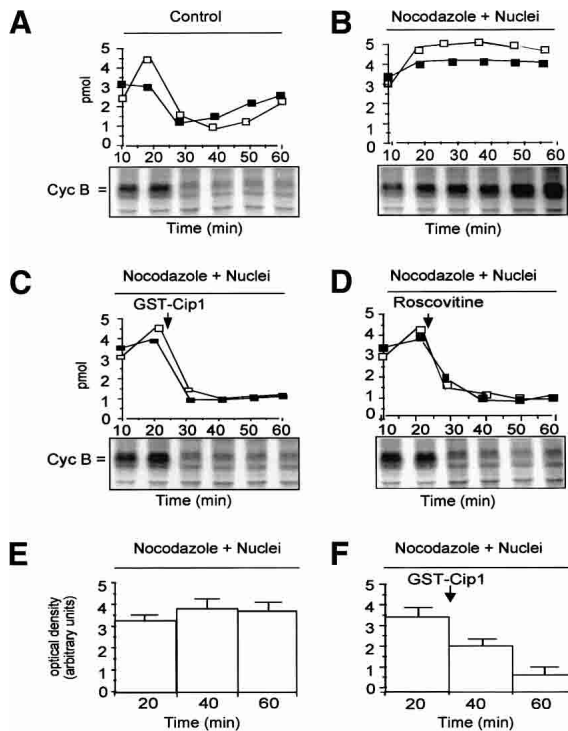 A
Control
pmol
5
4
3
2
1
0
10 20 30 40 50 60
Cyc B =
Time (min)
B
Nocodazole + Nuclei
5
4
3
2
1
0
10 20 30 40 50 60
Time (min)
C
Nocodazole + Nuclei
GST-Cip1
pmol
5
4
3
2
1
0
10 20 30 40 50 60
Cyc B =
Time (min)
D
Nocodazole + Nuclei
Roscovitine
5
4
3
2
1
0
10 20 30 40 50 60
Time (min)
E
Nocodazole + Nuclei
optical density
(arbitrary units)
5
4
3
2
1
0
20 40 60
Time (min)
F
Nocodazole + Nuclei
GST-Cip1
5
4
3
2
1
0
20 40 60
Time (min)